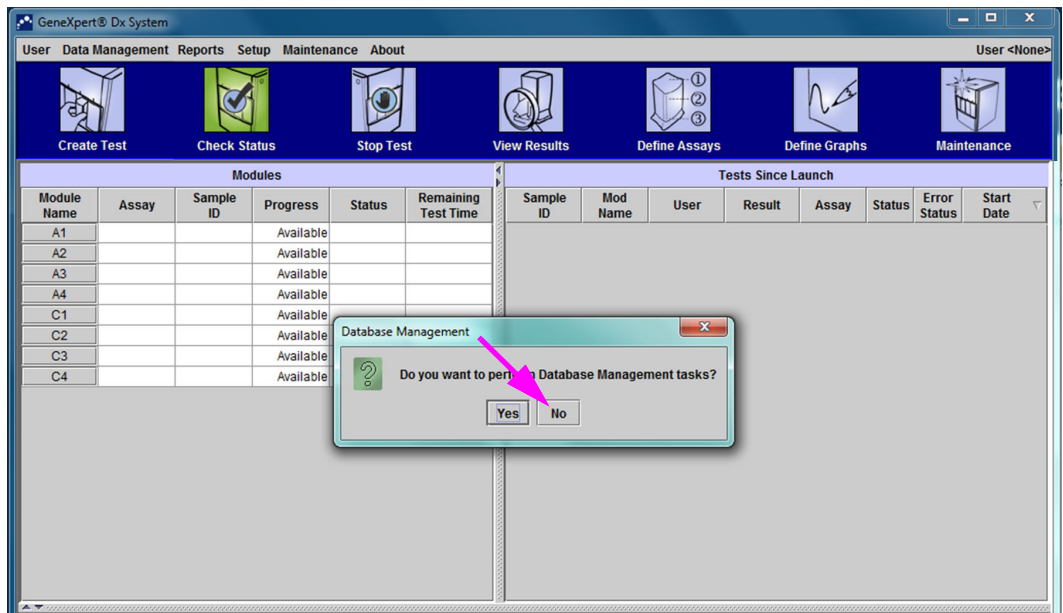 GeneXpert® Dx System
User Data Management Reports Setup Maintenance About User <None>
Create Test Check Status Stop Test View Results Define Assays Define Graphs Maintenance
① ② ③
Modules Tests Since Launch
Module Name Assay Sample ID Progress Status Remaining Test Time Sample ID Mod Name User Result Assay Status Error Status Start Date
A1 Available
A2 Available
A3 Available
A4 Available
C1 Available
C2 Available
C3 Available
C4 Available
Database Management
Do you want to perform Database Management tasks?
Yes No